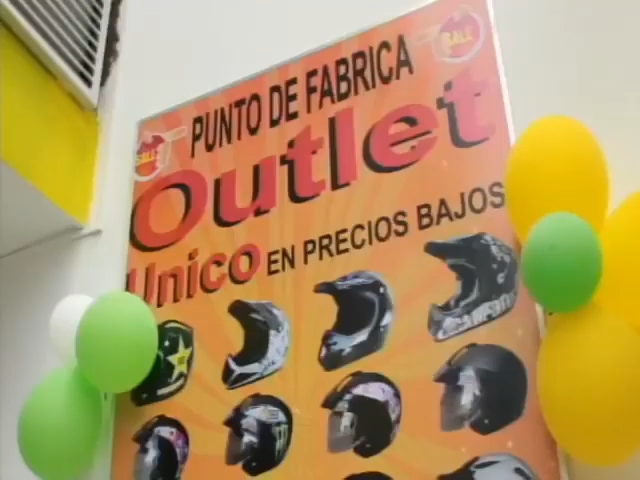 PUNTO DE FABRICA
SALE
SALE
Outlet
Unico EN PRECIOS BAJOS